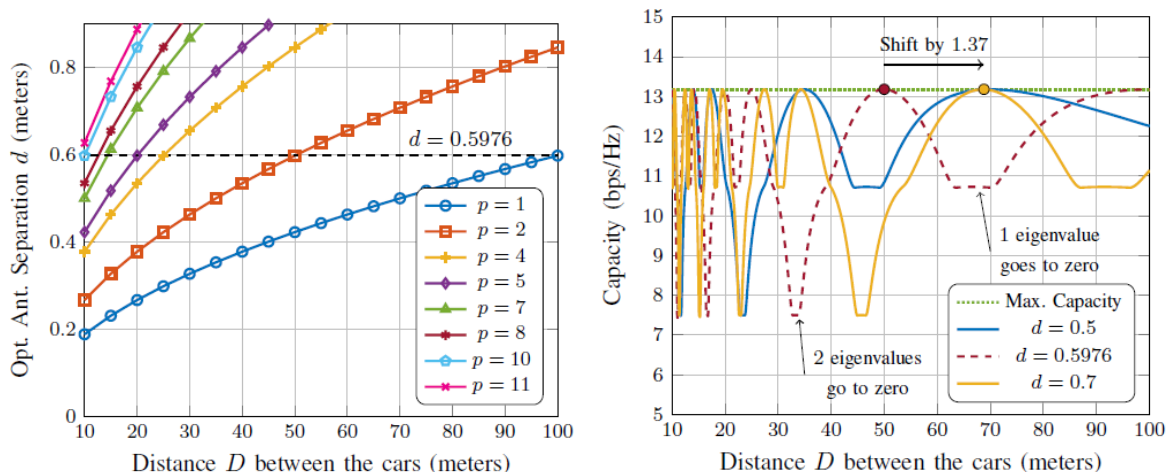 Opt. Ant. Separation d (meters)
0.8
0.6
0.4
0.2
0
d = 0.5976
p = 1
p = 2
p = 4
p = 5
p = 7
p = 8
p = 10
p = 11
10 20 30 40 50 60 70 80 90 100
Distance D between the cars (meters)
Capacity (bps/Hz)
15
14
13
12
11
10
9
8
7
6
5
Shift by 1.37
1 eigenvalue
goes to zero
2 eigenvalues
go to zero
Max. Capacity
d = 0.5
d = 0.5976
d = 0.7
10 20 30 40 50 60 70 80 90 100
Distance D between the cars (meters)